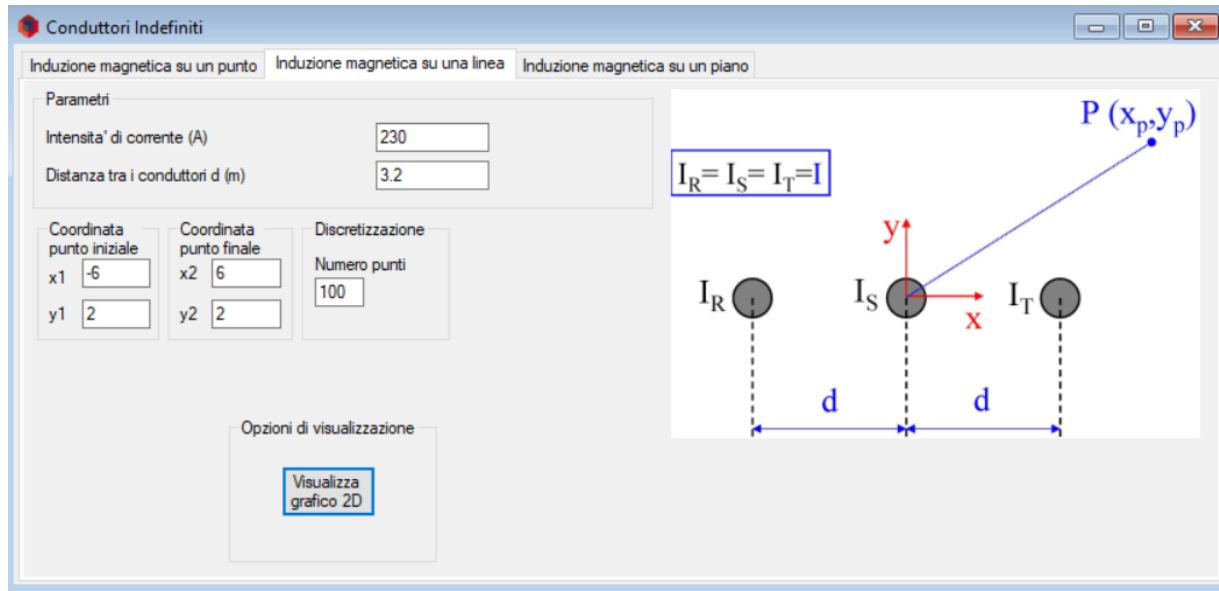 Conduttori Indefiniti
Induzione magnetica su un punto
Induzione magnetica su una linea
Induzione magnetica su un piano
Parametri
Intensita' di corrente (A)
230
Distanza tra i conduttori d (m)
3.2
Coordinata
punto iniziale
x1 -6
y1 2
Coordinata
punto finale
x2 6
y2 2
Discretizzazione
Numero punti
100
Opzioni di visualizzazione
Visualizza
grafico 2D
P (xp,yp)
IR= IS= IT=I
y
IR
IS
x
IT
d
d